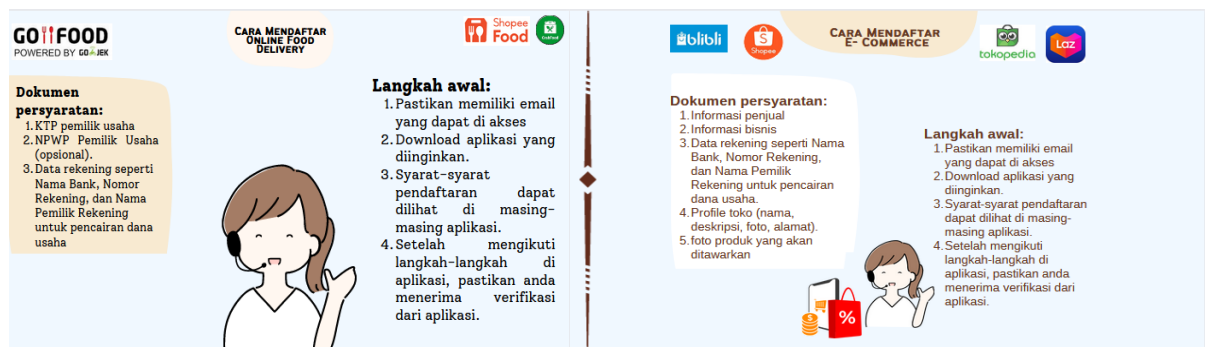 GOFOOD
POWERED BY GOJEK
CARA MENDAFTAR
ONLINE FOOD
DELIVERY
Shopee
Food
GrabFood
Dokumen
persyaratan:
1. KTP pemilik usaha
2. NPWP Pemilik Usaha
(opsional).
3. Data rekening seperti
Nama Bank, Nomor
Rekening, dan Nama
Pemilik Rekening
untuk pencairan dana
usaha
Langkah awal:
1. Pastikan memiliki email
yang dapat di akses
2. Download aplikasi yang
diinginkan.
3. Syarat-syarat
pendaftaran dapat
dilihat di masing-
masing aplikasi.
4. Setelah mengikuti
langkah-langkah di
aplikasi, pastikan anda
menerima verifikasi
dari aplikasi.
blibli
Shopee
CARA MENDAFTAR
E- COMMERCE
tokopedia
Laz
Dokumen persyaratan:
1. Informasi penjual
2. Informasi bisnis
3. Data rekening seperti Nama
Bank, Nomor Rekening,
dan Nama Pemilik
Rekening untuk pencairan
dana usaha.
4. Profile toko (nama,
deskripsi, foto, alamat).
5. foto produk yang akan
ditawarkan
Langkah awal:
1. Pastikan memiliki email
yang dapat di akses
2. Download aplikasi yang
diinginkan.
3. Syarat-syarat pendaftaran
dapat dilihat di masing-
masing aplikasi.
4. Setelah mengikuti
langkah-langkah di
aplikasi, pastikan anda
menerima verifikasi dari
aplikasi.
%